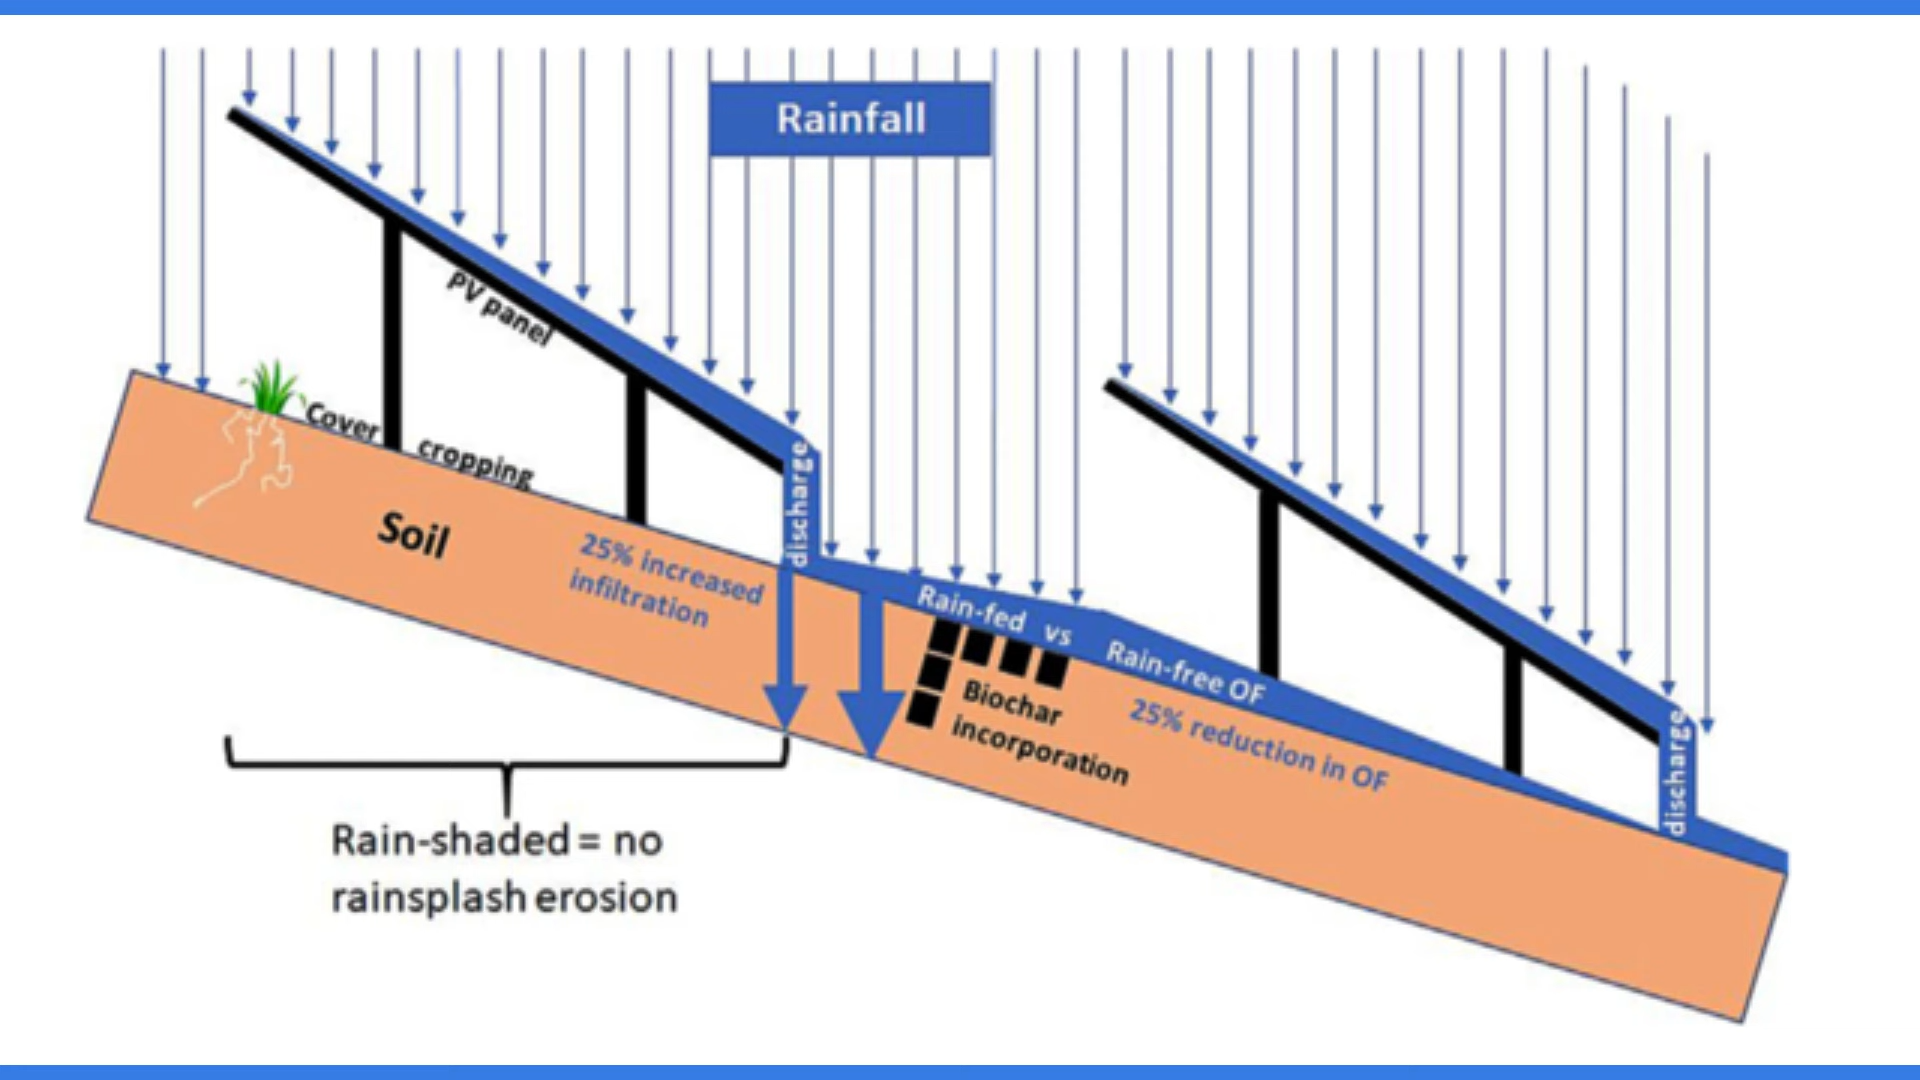 Rainfall
PV panel
discharge
Cover cropping
Soil
25% increased
infiltration
Rain-fed vs Rain-free OF
Biochar
incorporation
25% reduction in OF
discharge
Rain-shaded = no
rainsplash erosion